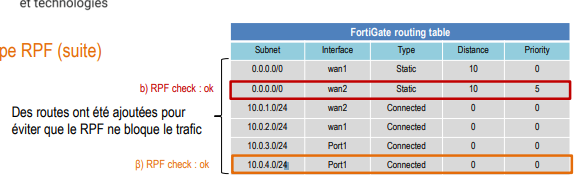 et technologies
FortiGate routing table
pe RPF (suite)
Subnet Interface Type Distance Priority
0.0.0.0/0 wan1 Static 10 0
b) RPF check : ok 0.0.0.0/0 wan2 Static 10 5
Des routes ont été ajoutées pour
éviter que le RPF ne bloque le trafic
10.0.1.0/24 wan2 Connected 0 0
10.0.2.0/24 wan1 Connected 0 0
10.0.3.0/24 Port1 Connected 0 0
β) RPF check : ok 10.0.4.0/24 Port1 Connected 0 0